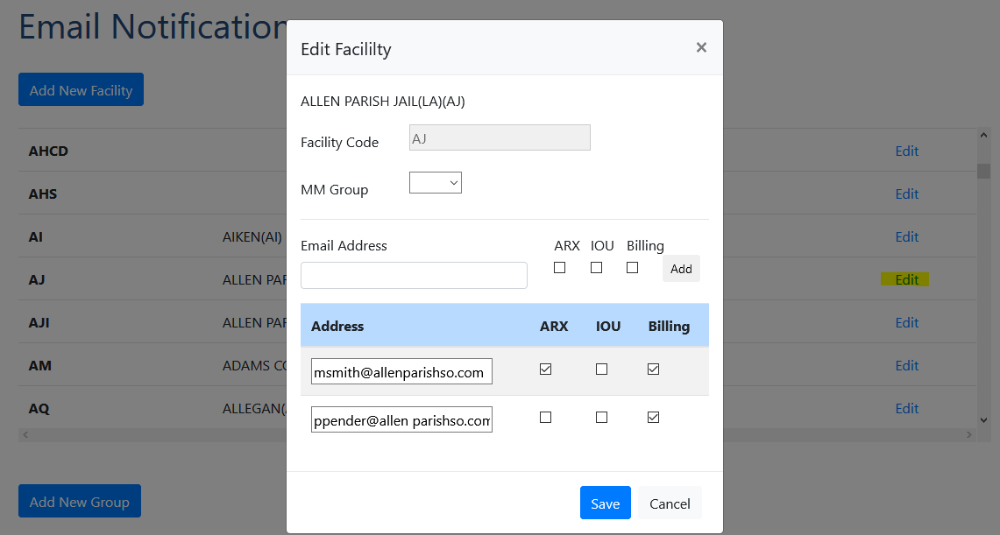 Email Notification
Add New Facility
AHCD Edit
AHS Edit
AI AIKEN(AI) Edit
AJ ALLEN PAR Edit
AJI ALLEN PAR Edit
AM ADAMS CO Edit
AQ ALLEGAN(A Edit
Add New Group
Edit Facililty ×
ALLEN PARISH JAIL(LA)(AJ)
Facility Code AJ
MM Group
Email Address ARX IOU Billing
Add
Address ARX IOU Billing
msmith@allenparishso.com
ppender@allen parishso.com
Save Cancel